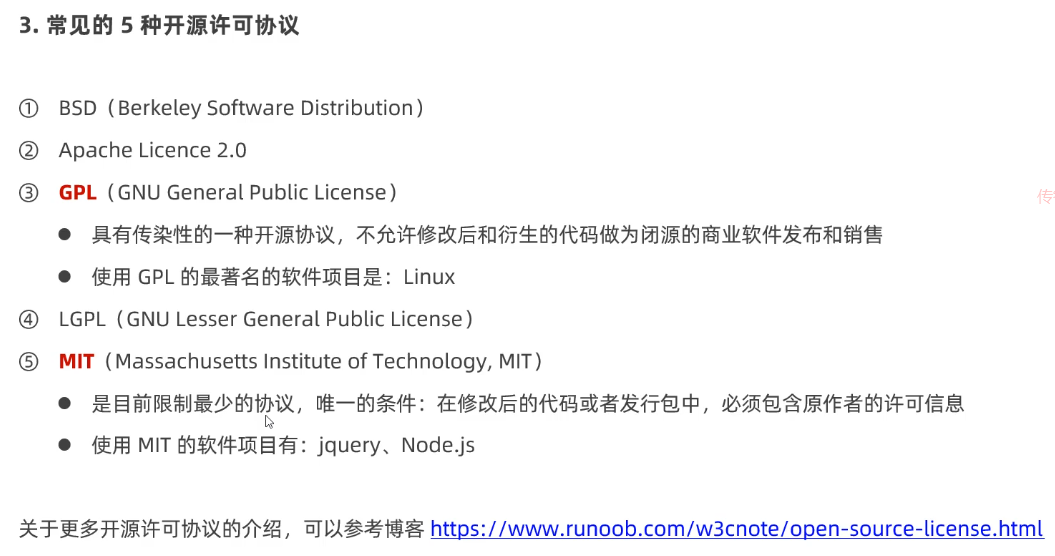 3. 常见的 5 种开源许可协议
① BSD（Berkeley Software Distribution）
② Apache Licence 2.0
③ GPL（GNU General Public License）
● 具有传染性的一种开源协议，不允许修改后和衍生的代码做为闭源的商业软件发布和销售
传
● 使用 GPL 的最著名的软件项目是：Linux
④ LGPL（GNU Lesser General Public License）
⑤ MIT（Massachusetts Institute of Technology, MIT）
● 是目前限制最少的协议，唯一的条件：在修改后的代码或者发行包中，必须包含原作者的许可信息
● 使用 MIT 的软件项目有：jquery、Node.js
关于更多开源许可协议的介绍，可以参考博客 https://www.runoob.com/w3cnote/open-source-license.html